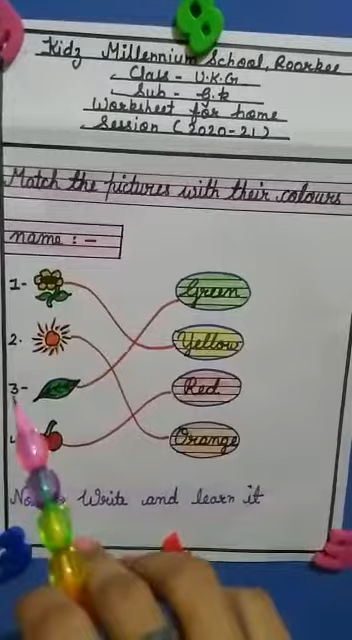 Kidz Millennium School, Roorkee
Class - U.K.G
Sub - G.K
Worksheet for home
Session (2020-21)
Match the pictures with their colours
name :-
1- Green
2. Yellow
3- Red
Orange
Write and learn it